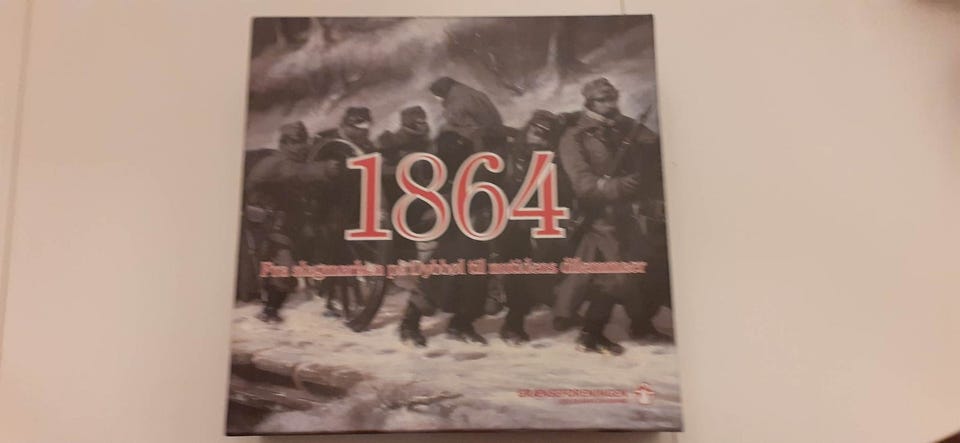 1864
Fra slagmarken på Dybbøl til nutidens dilemmaer
GRÆNSEFORENINGEN